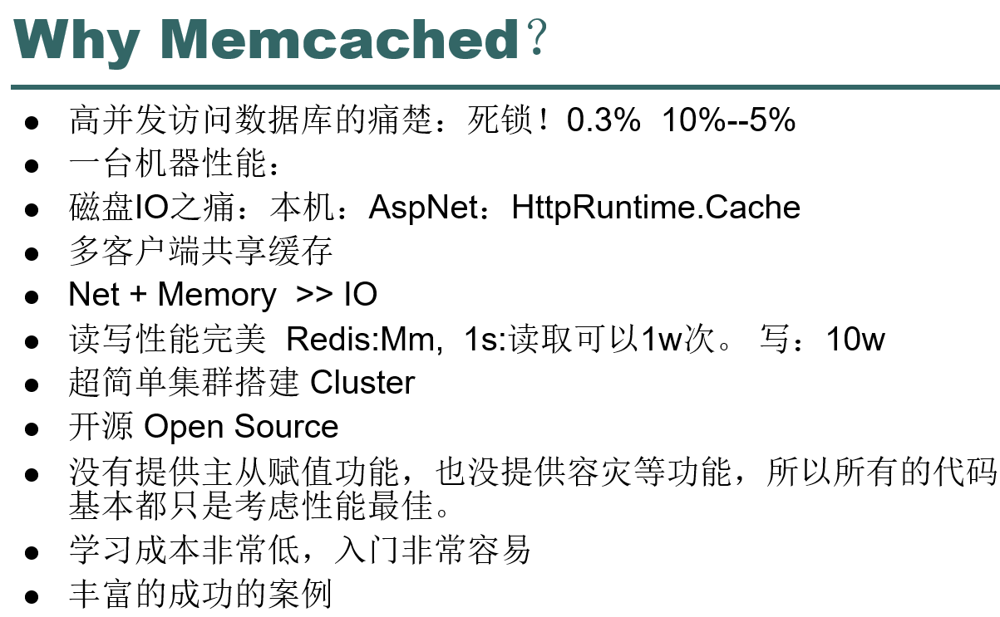 Why Memcached？
● 高并发访问数据库的痛楚：死锁！0.3%  10%--5%
● 一台机器性能：
● 磁盘IO之痛：本机：AspNet：HttpRuntime.Cache
● 多客户端共享缓存
● Net + Memory  >> IO
● 读写性能完美  Redis:Mm,  1s:读取可以1w次。 写：10w
● 超简单集群搭建 Cluster
● 开源 Open Source
● 没有提供主从赋值功能，也没提供容灾等功能，所以所有的代码
基本都只是考虑性能最佳。
● 学习成本非常低，入门非常容易
● 丰富的成功的案例